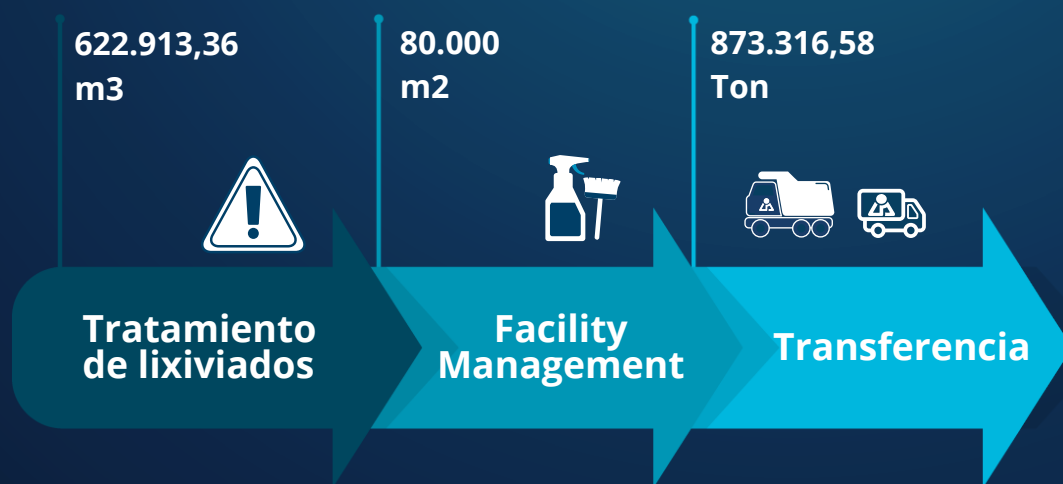 622.913,36
m3
80.000
m2
873.316,58
Ton
Tratamiento
de lixiviados
Facility
Management
Transferencia